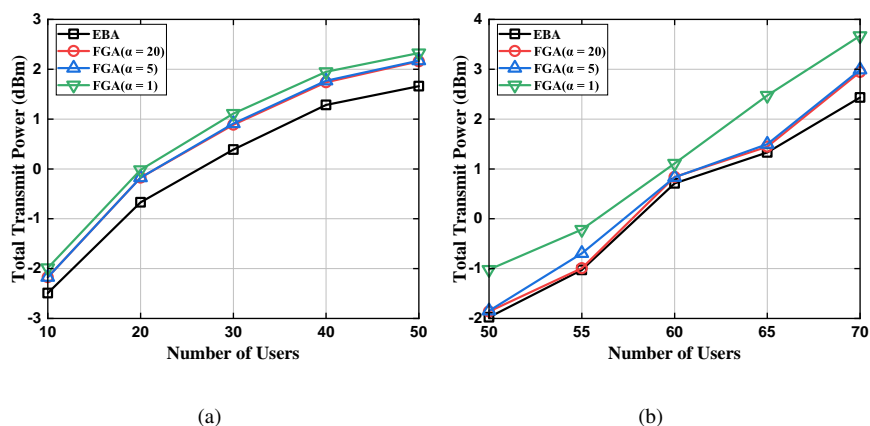 3
2
1
0
-1
-2
-3
Total Transmit Power (dBm)
EBA
FGA(α = 20)
FGA(α = 5)
FGA(α = 1)
10 20 30 40 50
Number of Users
(a)
4
3
2
1
0
-1
-2
Total Transmit Power (dBm)
EBA
FGA(α = 20)
FGA(α = 5)
FGA(α = 1)
50 55 60 65 70
Number of Users
(b)